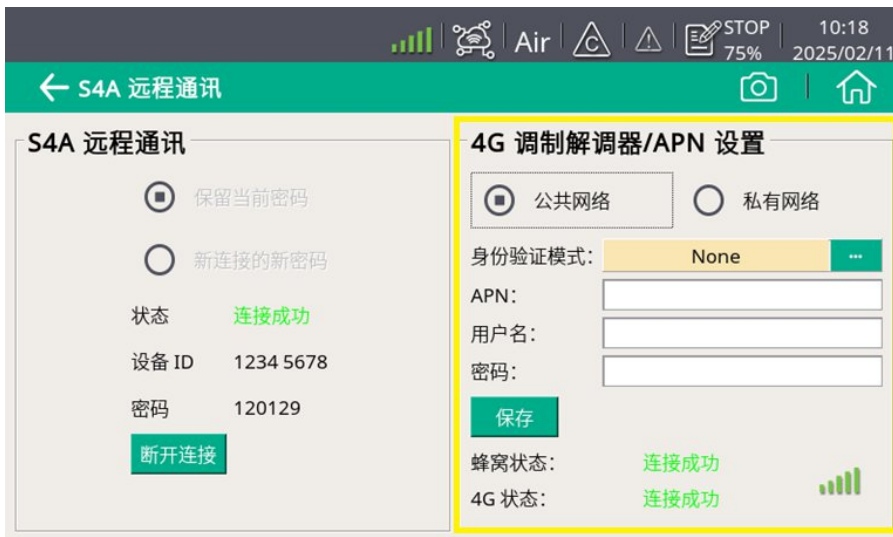 Air
C
STOP
75%
10:18
2025/02/11
S4A 远程通讯
S4A 远程通讯
保留当前密码
新连接的新密码
状态 连接成功
设备 ID 1234 5678
密码 120129
断开连接
4G 调制解调器/APN 设置
公共网络 私有网络
身份验证模式: None ...
APN:
用户名:
密码:
保存
蜂窝状态: 连接成功
4G 状态: 连接成功